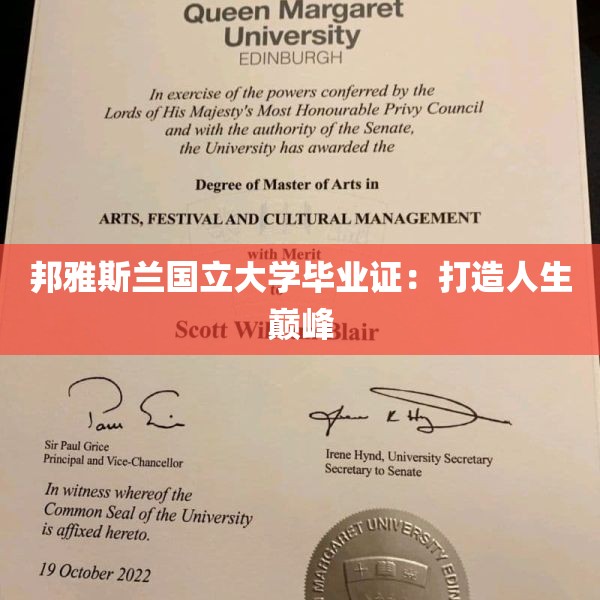 Queen Margaret
University
EDINBURGH
In exercise of the powers conferred by the
Lords of His Majesty's Most Honourable Privy Council
and with the authority of the Senate,
the University has awarded the
Degree of Master of Arts in
ARTS, FESTIVAL AND CULTURAL MANAGEMENT
with Merit
to
邦雅斯兰国立大学毕业证：打造人生
巅峰
Scott Blair
Sir Paul Grice
Principal and Vice-Chancellor
Irene Hynd, University Secretary
Secretary to Senate
In witness whereof the
Common Seal of the University
is affixed hereto.
19 October 2022
MARGARET UNIVERSITY